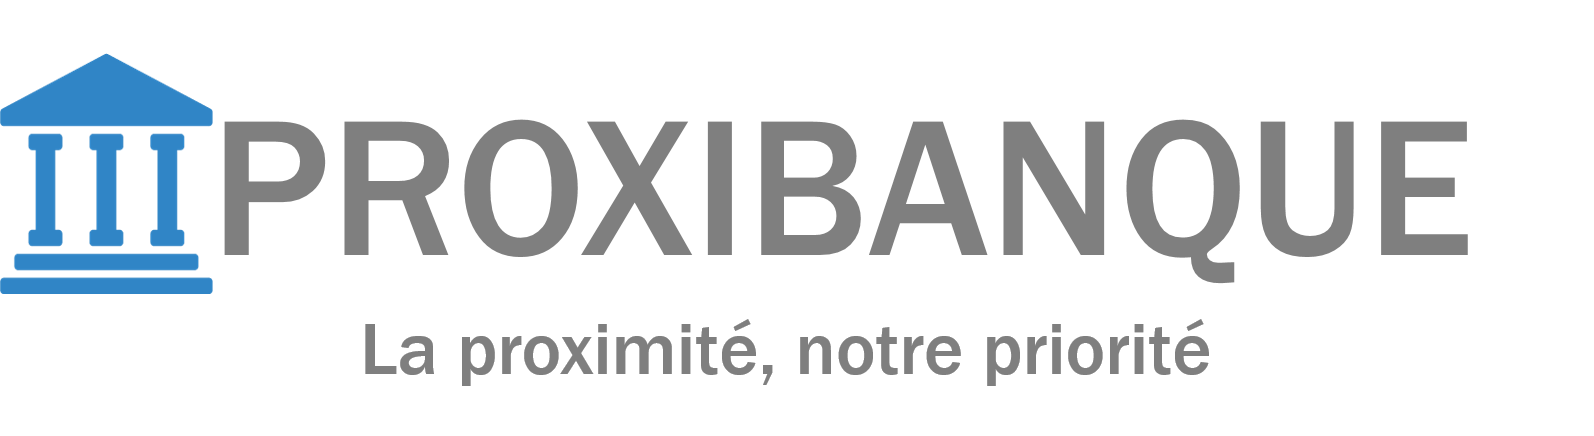 PROXIBANQUE
La proximité, notre priorité